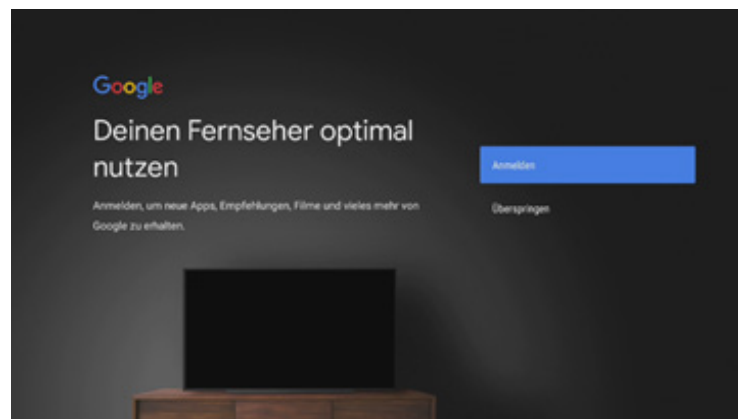 Google
Deinen Fernseher optimal
nutzen
Anmelden, um neue Apps, Empfehlungen, Filme und vieles mehr von
Google zu erhalten.
Anmelden
Überspringen